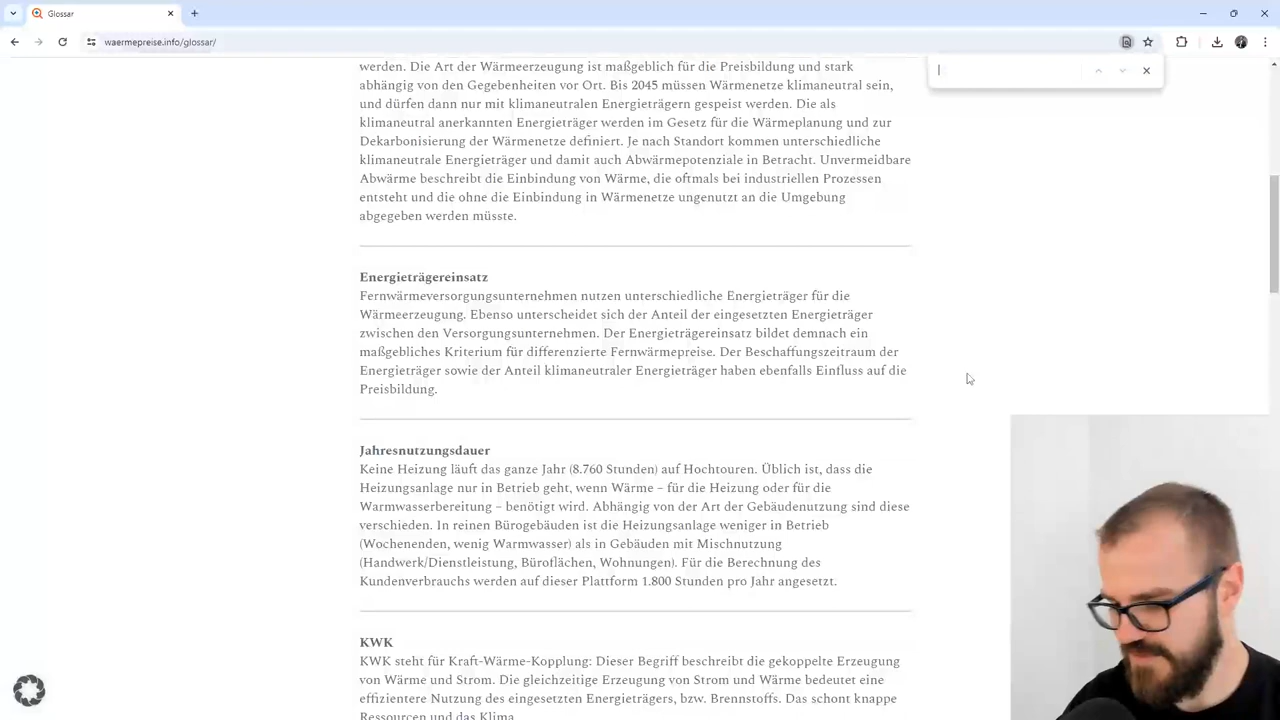 Glossar
waermepreise.info/glossar/
werden. Die Art der Wärmeerzeugung ist maßgeblich für die Preisbildung und stark
abhängig von den Gegebenheiten vor Ort. Bis 2045 müssen Wärmenetze klimaneutral sein,
und dürfen dann nur mit klimaneutralen Energieträgern gespeist werden. Die als
klimaneutral anerkannten Energieträger werden im Gesetz für die Wärmeplanung und zur
Dekarbonisierung der Wärmenetze definiert. Je nach Standort kommen unterschiedliche
klimaneutrale Energieträger und damit auch Abwärmepotenziale in Betracht. Unvermeidbare
Abwärme beschreibt die Einbindung von Wärme, die oftmals bei industriellen Prozessen
entsteht und die ohne die Einbindung in Wärmenetze ungenutzt an die Umgebung
abgegeben werden müsste.
Energieträgereinsatz
Fernwärmeversorgungsunternehmen nutzen unterschiedliche Energieträger für die
Wärmeerzeugung. Ebenso unterscheidet sich der Anteil der eingesetzten Energieträger
zwischen den Versorgungsunternehmen. Der Energieträgereinsatz bildet demnach ein
maßgebliches Kriterium für differenzierte Fernwärmepreise. Der Beschaffungszeitraum der
Energieträger sowie der Anteil klimaneutraler Energieträger haben ebenfalls Einfluss auf die
Preisbildung.
Jahresnutzungsdauer
Keine Heizung läuft das ganze Jahr (8.760 Stunden) auf Hochtouren. Üblich ist, dass die
Heizungsanlage nur in Betrieb geht, wenn Wärme – für die Heizung oder für die
Warmwasserbereitung – benötigt wird. Abhängig von der Art der Gebäudenutzung sind diese
verschieden. In reinen Bürogebäuden ist die Heizungsanlage weniger in Betrieb
(Wochenenden, wenig Warmwasser) als in Gebäuden mit Mischnutzung
(Handwerk/Dienstleistung, Büroflächen, Wohnungen). Für die Berechnung des
Kundenverbrauchs werden auf dieser Plattform 1.800 Stunden pro Jahr angesetzt.
KWK
KWK steht für Kraft-Wärme-Kopplung: Dieser Begriff beschreibt die gekoppelte Erzeugung
von Wärme und Strom. Die gleichzeitige Erzeugung von Strom und Wärme bedeutet eine
effizientere Nutzung des eingesetzten Energieträgers, bzw. Brennstoffs. Das schont knappe
Ressourcen und das Klima.